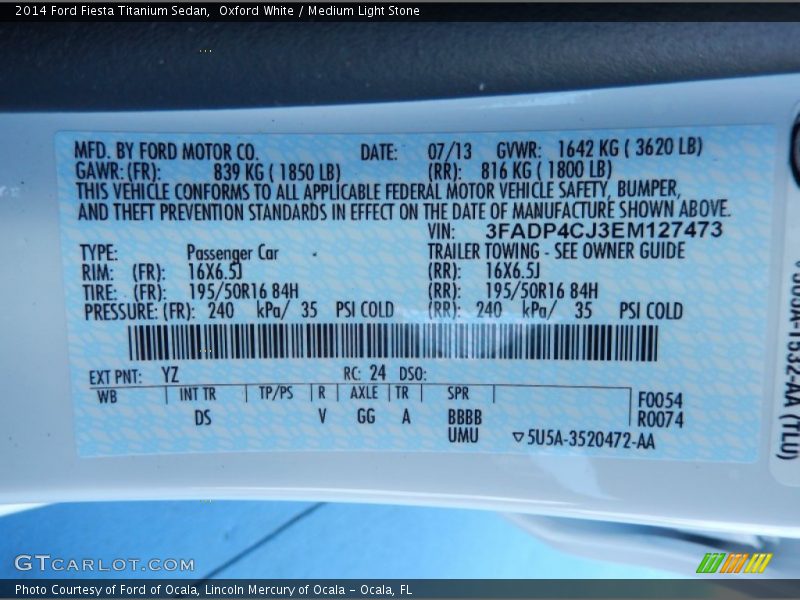 2014 Ford Fiesta Titanium Sedan,  Oxford White / Medium Light Stone
MFD. BY FORD MOTOR CO. DATE: 07/13 GVWR: 1642 KG ( 3620 LB)
GAWR: (FR): 839 KG ( 1850 LB) (RR): 816 KG ( 1800 LB)
THIS VEHICLE CONFORMS TO ALL APPLICABLE FEDERAL MOTOR VEHICLE SAFETY, BUMPER,
AND THEFT PREVENTION STANDARDS IN EFFECT ON THE DATE OF MANUFACTURE SHOWN ABOVE.
VIN: 3FADP4CJ3EM127473
TYPE: Passenger Car TRAILER TOWING - SEE OWNER GUIDE
RIM: (FR): 16X6.5J (RR): 16X6.5J
TIRE: (FR): 195/50R16 84H (RR): 195/50R16 84H
PRESSURE: (FR): 240 kPa/ 35 PSI COLD (RR): 240 kPa/ 35 PSI COLD
EXT PNT: YZ RC: 24 DSO:
WB INT TR TP/PS R AXLE TR SPR F0054
DS V GG A BBBB R0074
UMU ▽5U5A-3520472-AA
GTCARLOT.COM
Photo Courtesy of Ford of Ocala, Lincoln Mercury of Ocala - Ocala, FL